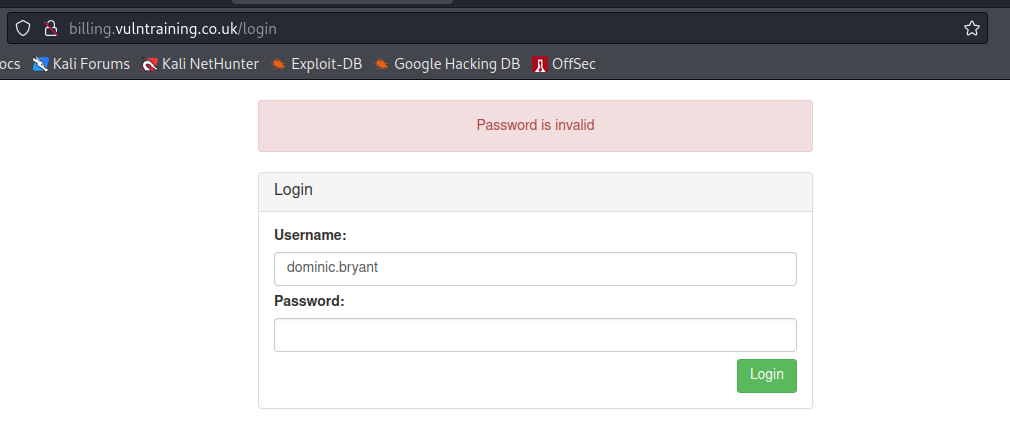 billing.vulntraining.co.uk/login
ocs Kali Forums Kali NetHunter Exploit-DB Google Hacking DB OffSec
Password is invalid
Login
Username:
dominic.bryant
Password:
Login